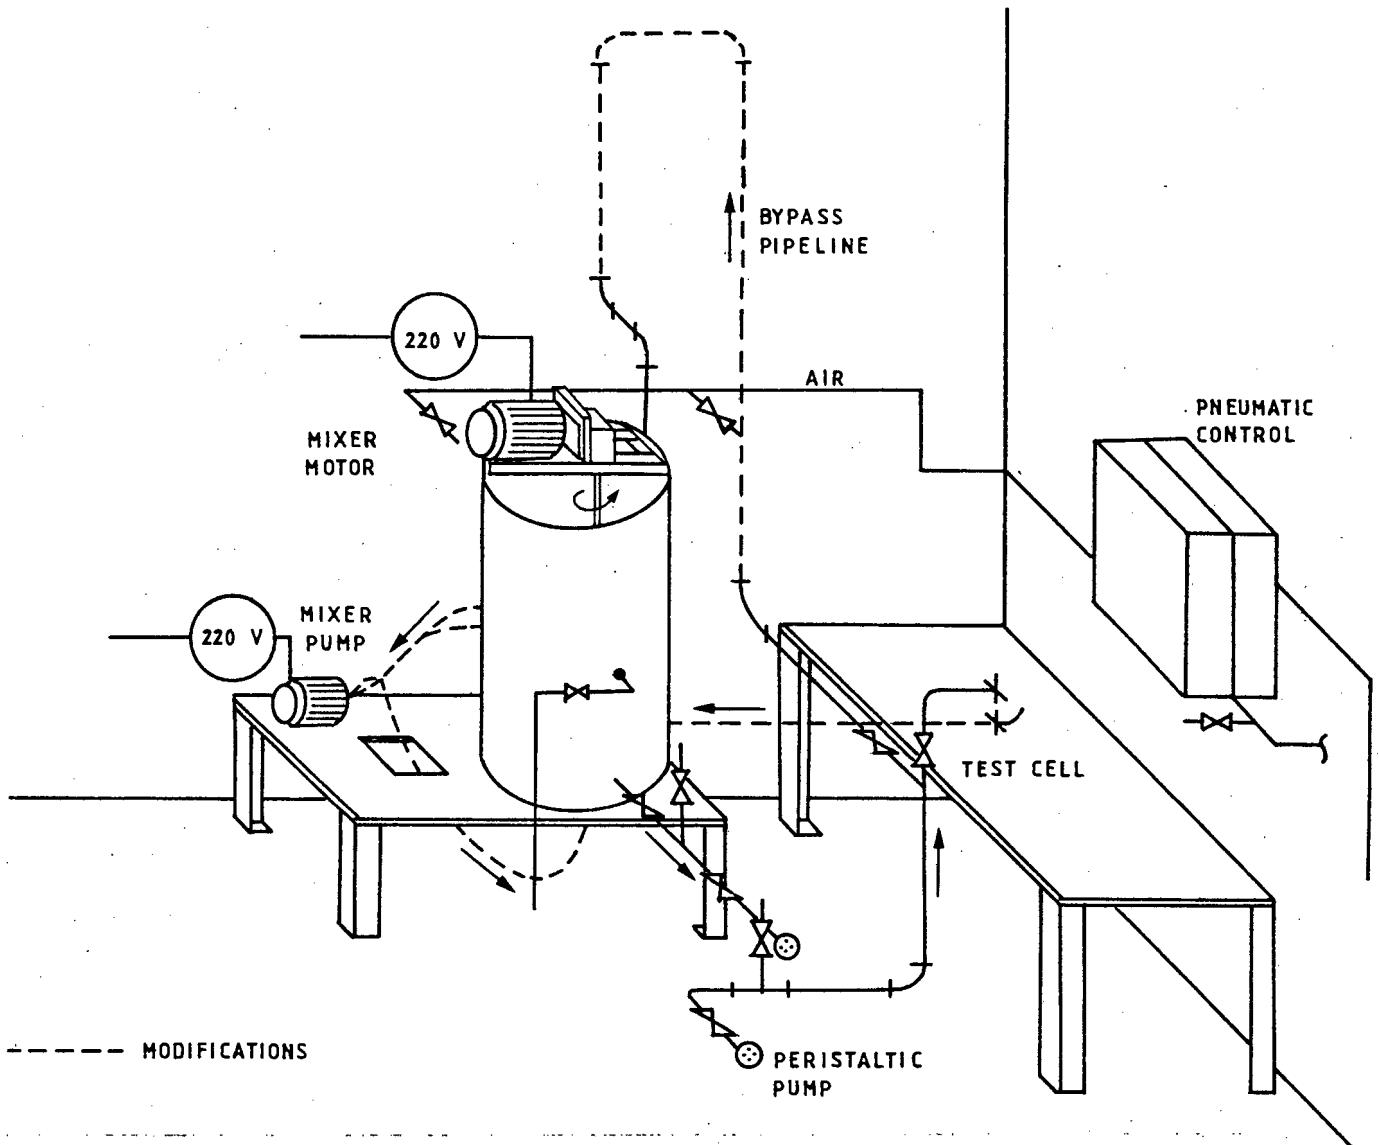 BYPASS
PIPELINE
220 V
AIR
PNEUMATIC
CONTROL
MIXER
MOTOR
MIXER
PUMP
220 V
TEST CELL
MODIFICATIONS
PERISTALTIC
PUMP